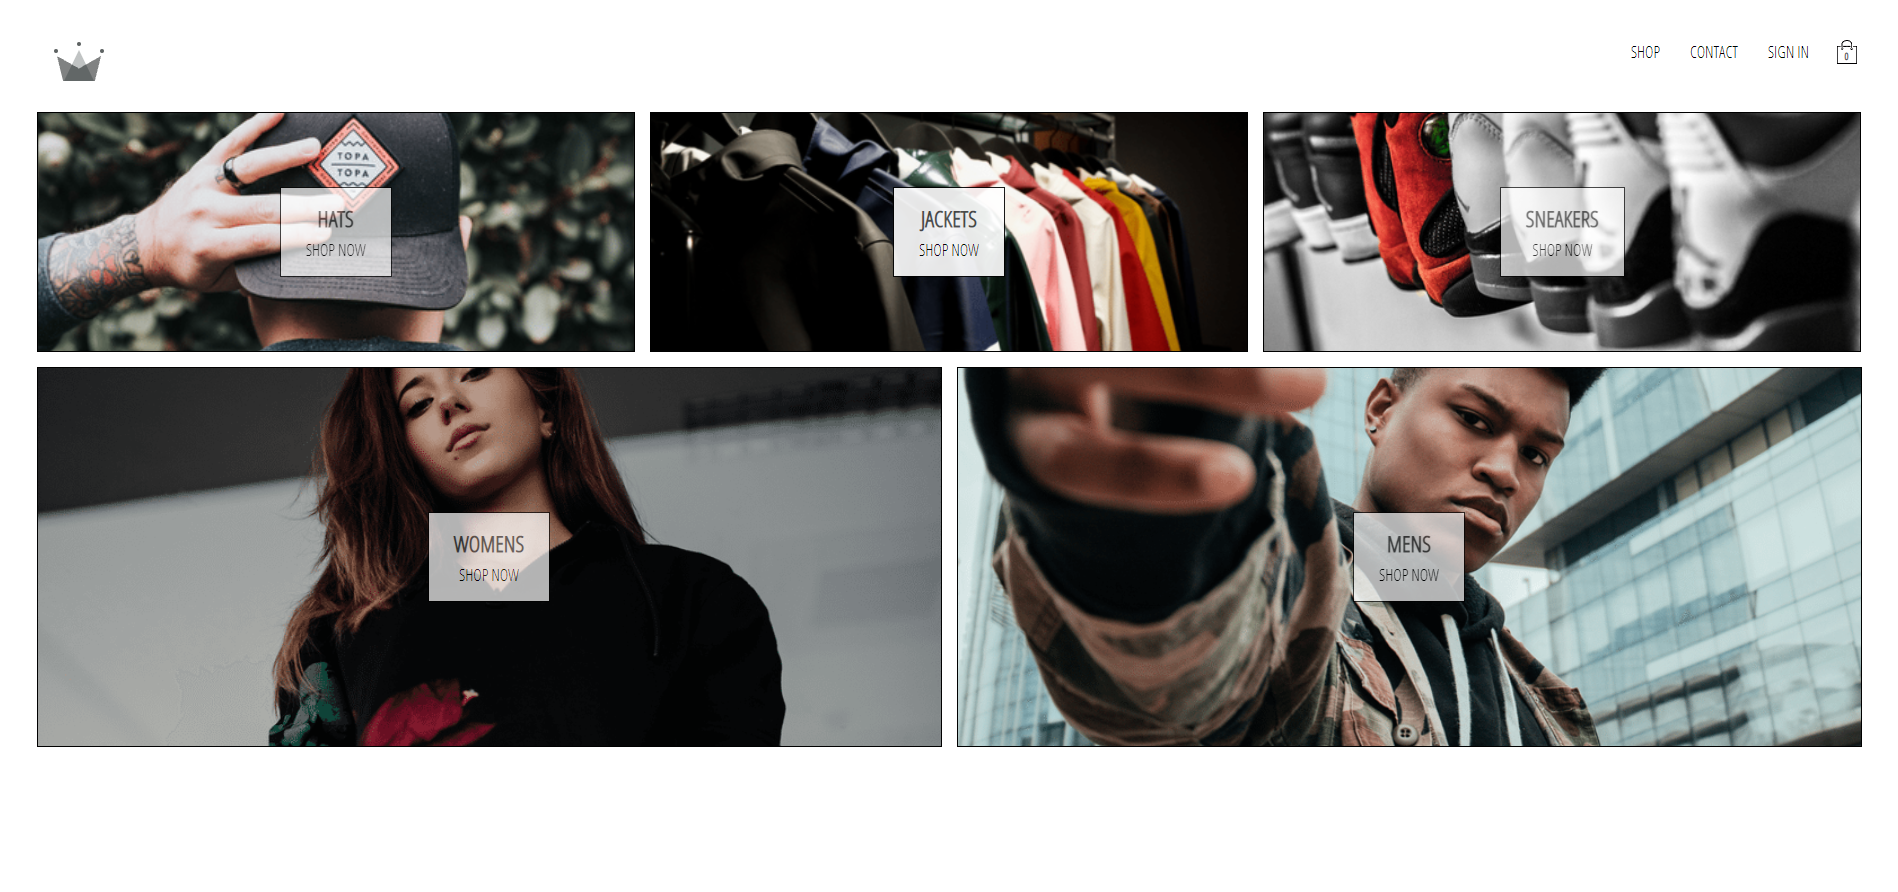 SHOP
CONTACT
SIGN IN
0
TOPA
TOPA
HATS
SHOP NOW
JACKETS
SHOP NOW
SNEAKERS
SHOP NOW
WOMENS
SHOP NOW
MENS
SHOP NOW